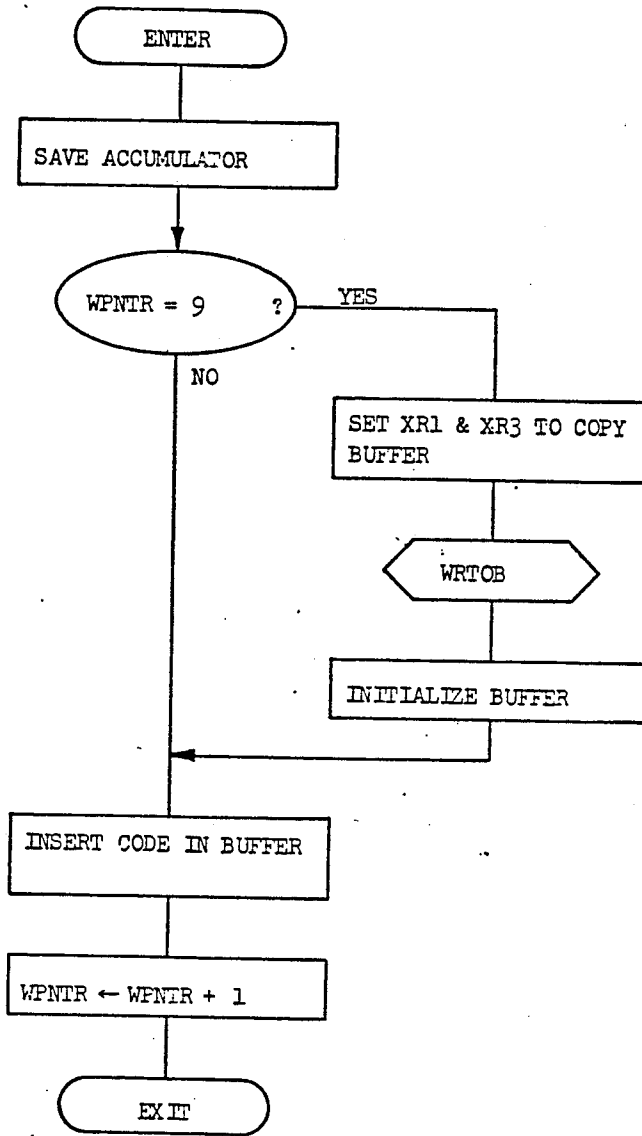 ENTER
SAVE ACCUMULATOR
WPNTR = 9 ?
YES
NO
SET XR1 & XR3 TO COPY
BUFFER
WRTOB
INITIALIZE BUFFER
INSERT CODE IN BUFFER
WPNTR ← WPNTR + 1
EXIT